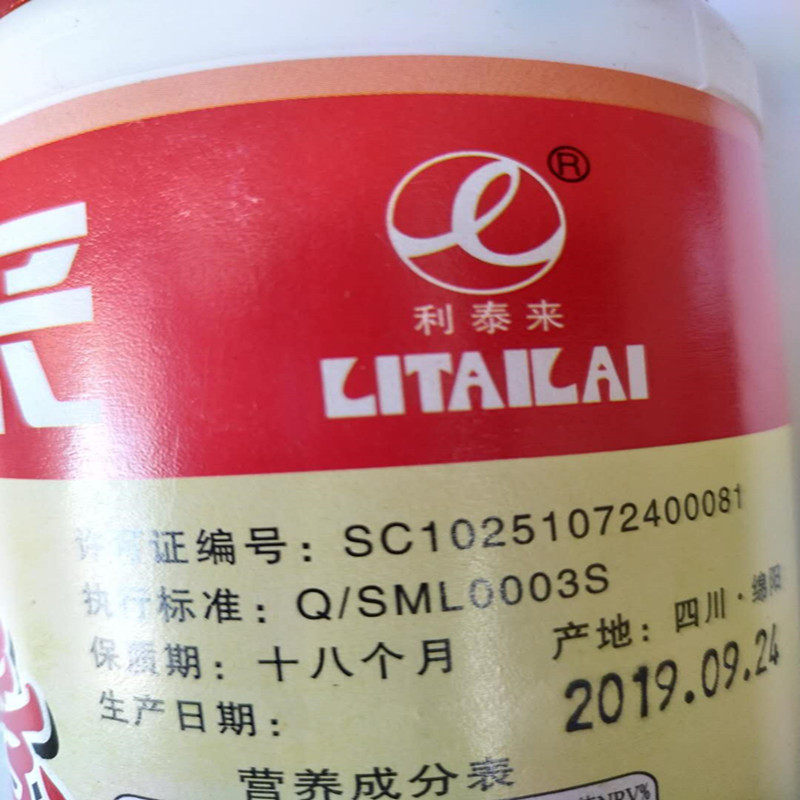 ®
利泰来
LITAILAI
许可证编号：SC10251072400081
执行标准：Q/SML0003S
保质期：十八个月 产地：四川·绵阳
生产日期：2019.09.24
营养成分表
NRV%